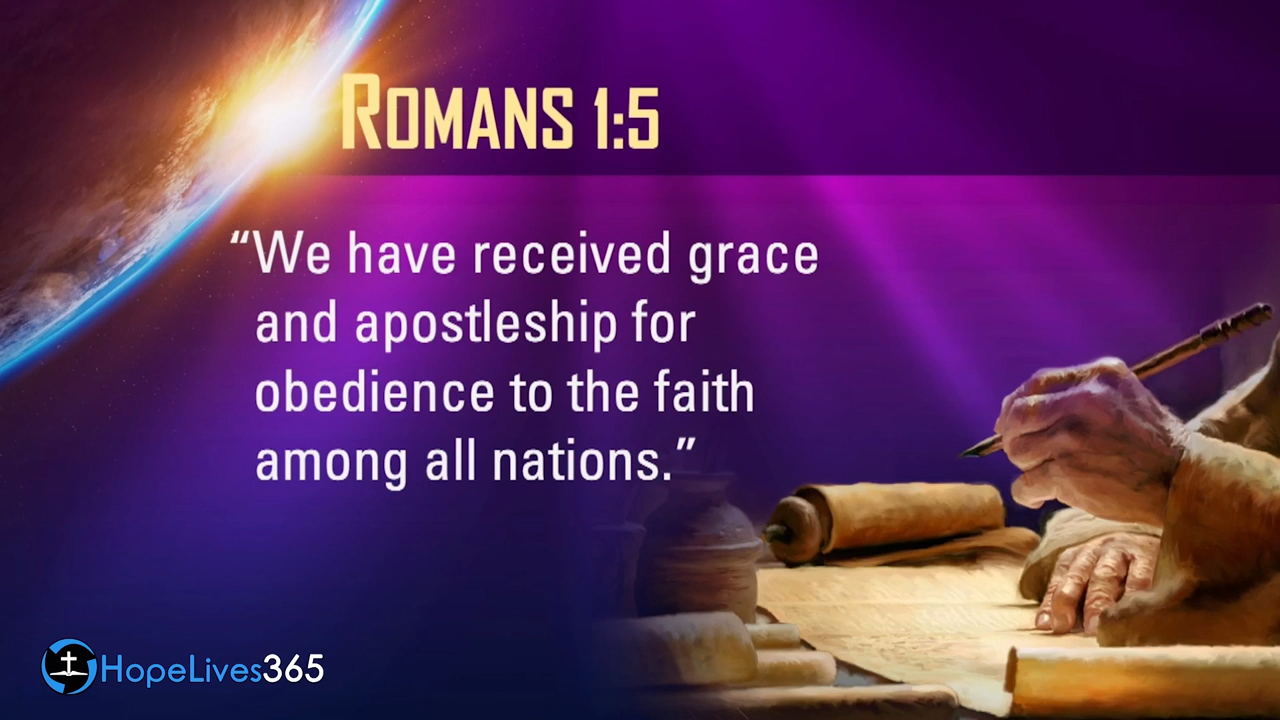 ROMANS 1:5
“We have received grace
and apostleship for
obedience to the faith
among all nations.”
HopeLives365